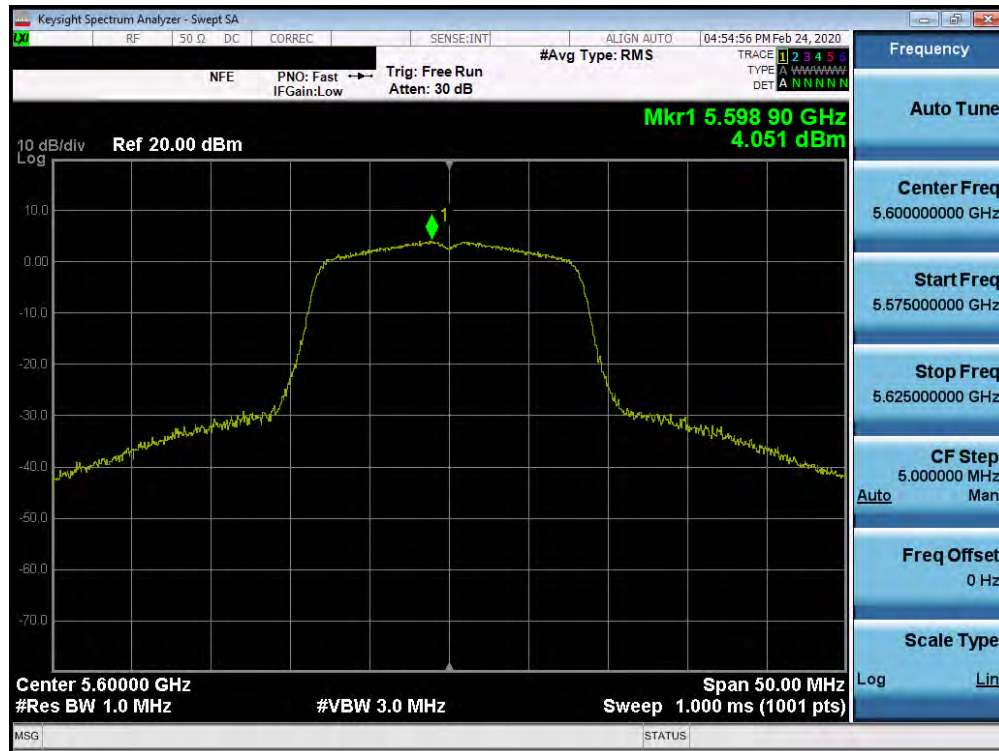 Keysight Spectrum Analyzer - Swept SA
LXI RF 50 Ω DC CORREC SENSE:INT ALIGN AUTO 04:54:56 PM Feb 24, 2020
NFE PNO: Fast Trig: Free Run #Avg Type: RMS TRACE 1 2 3 4 5 6
IFGain:Low Atten: 30 dB TYPE A WWWWW
DET A N N N N N
Mkr1 5.598 90 GHz
4.051 dBm
10 dB/div Ref 20.00 dBm
Log
1
10.0
0.00
-10.0
-20.0
-30.0
-40.0
-50.0
-60.0
-70.0
Center 5.60000 GHz Span 50.00 MHz
#Res BW 1.0 MHz #VBW 3.0 MHz Sweep 1.000 ms (1001 pts)
MSG STATUS
Frequency
Auto Tune
Center Freq
5.600000000 GHz
Start Freq
5.575000000 GHz
Stop Freq
5.625000000 GHz
CF Step
5.000000 MHz
Auto Man
Freq Offset
0 Hz
Scale Type
Log Lin